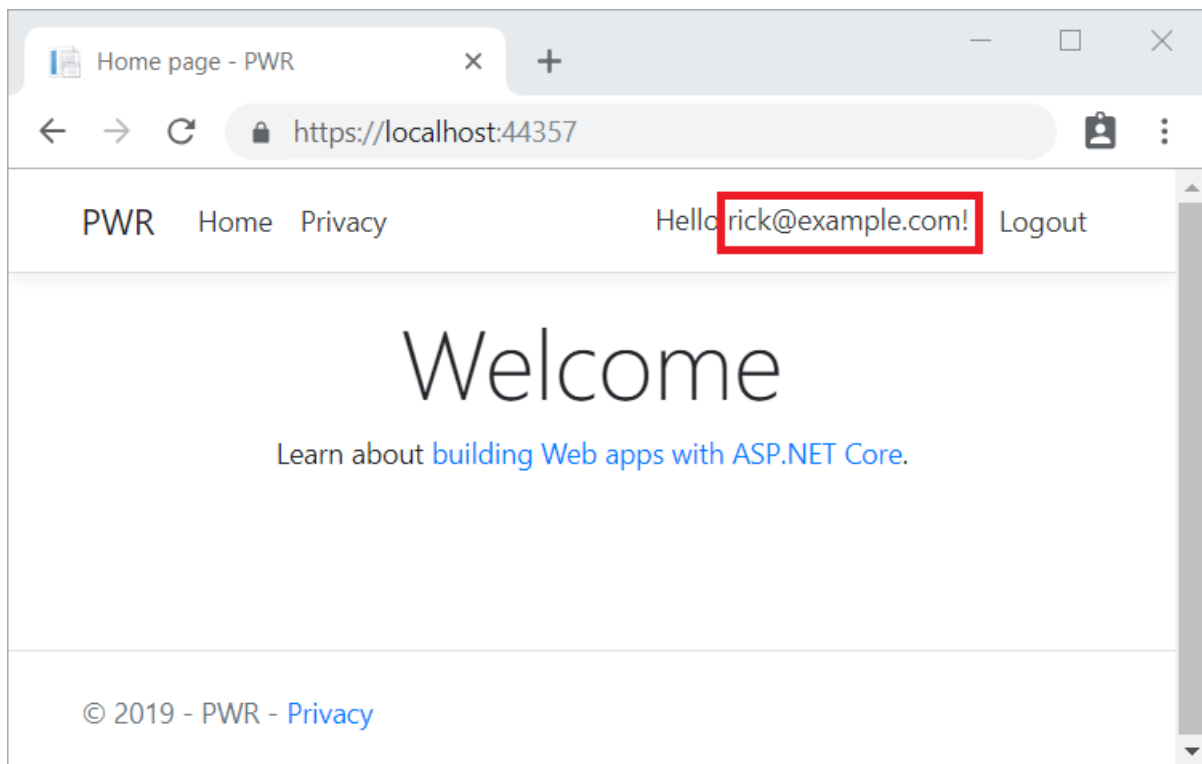 Home page - PWR
https://localhost:44357
PWR Home Privacy Hello rick@example.com! Logout
Welcome
Learn about building Web apps with ASP.NET Core.
© 2019 - PWR - Privacy